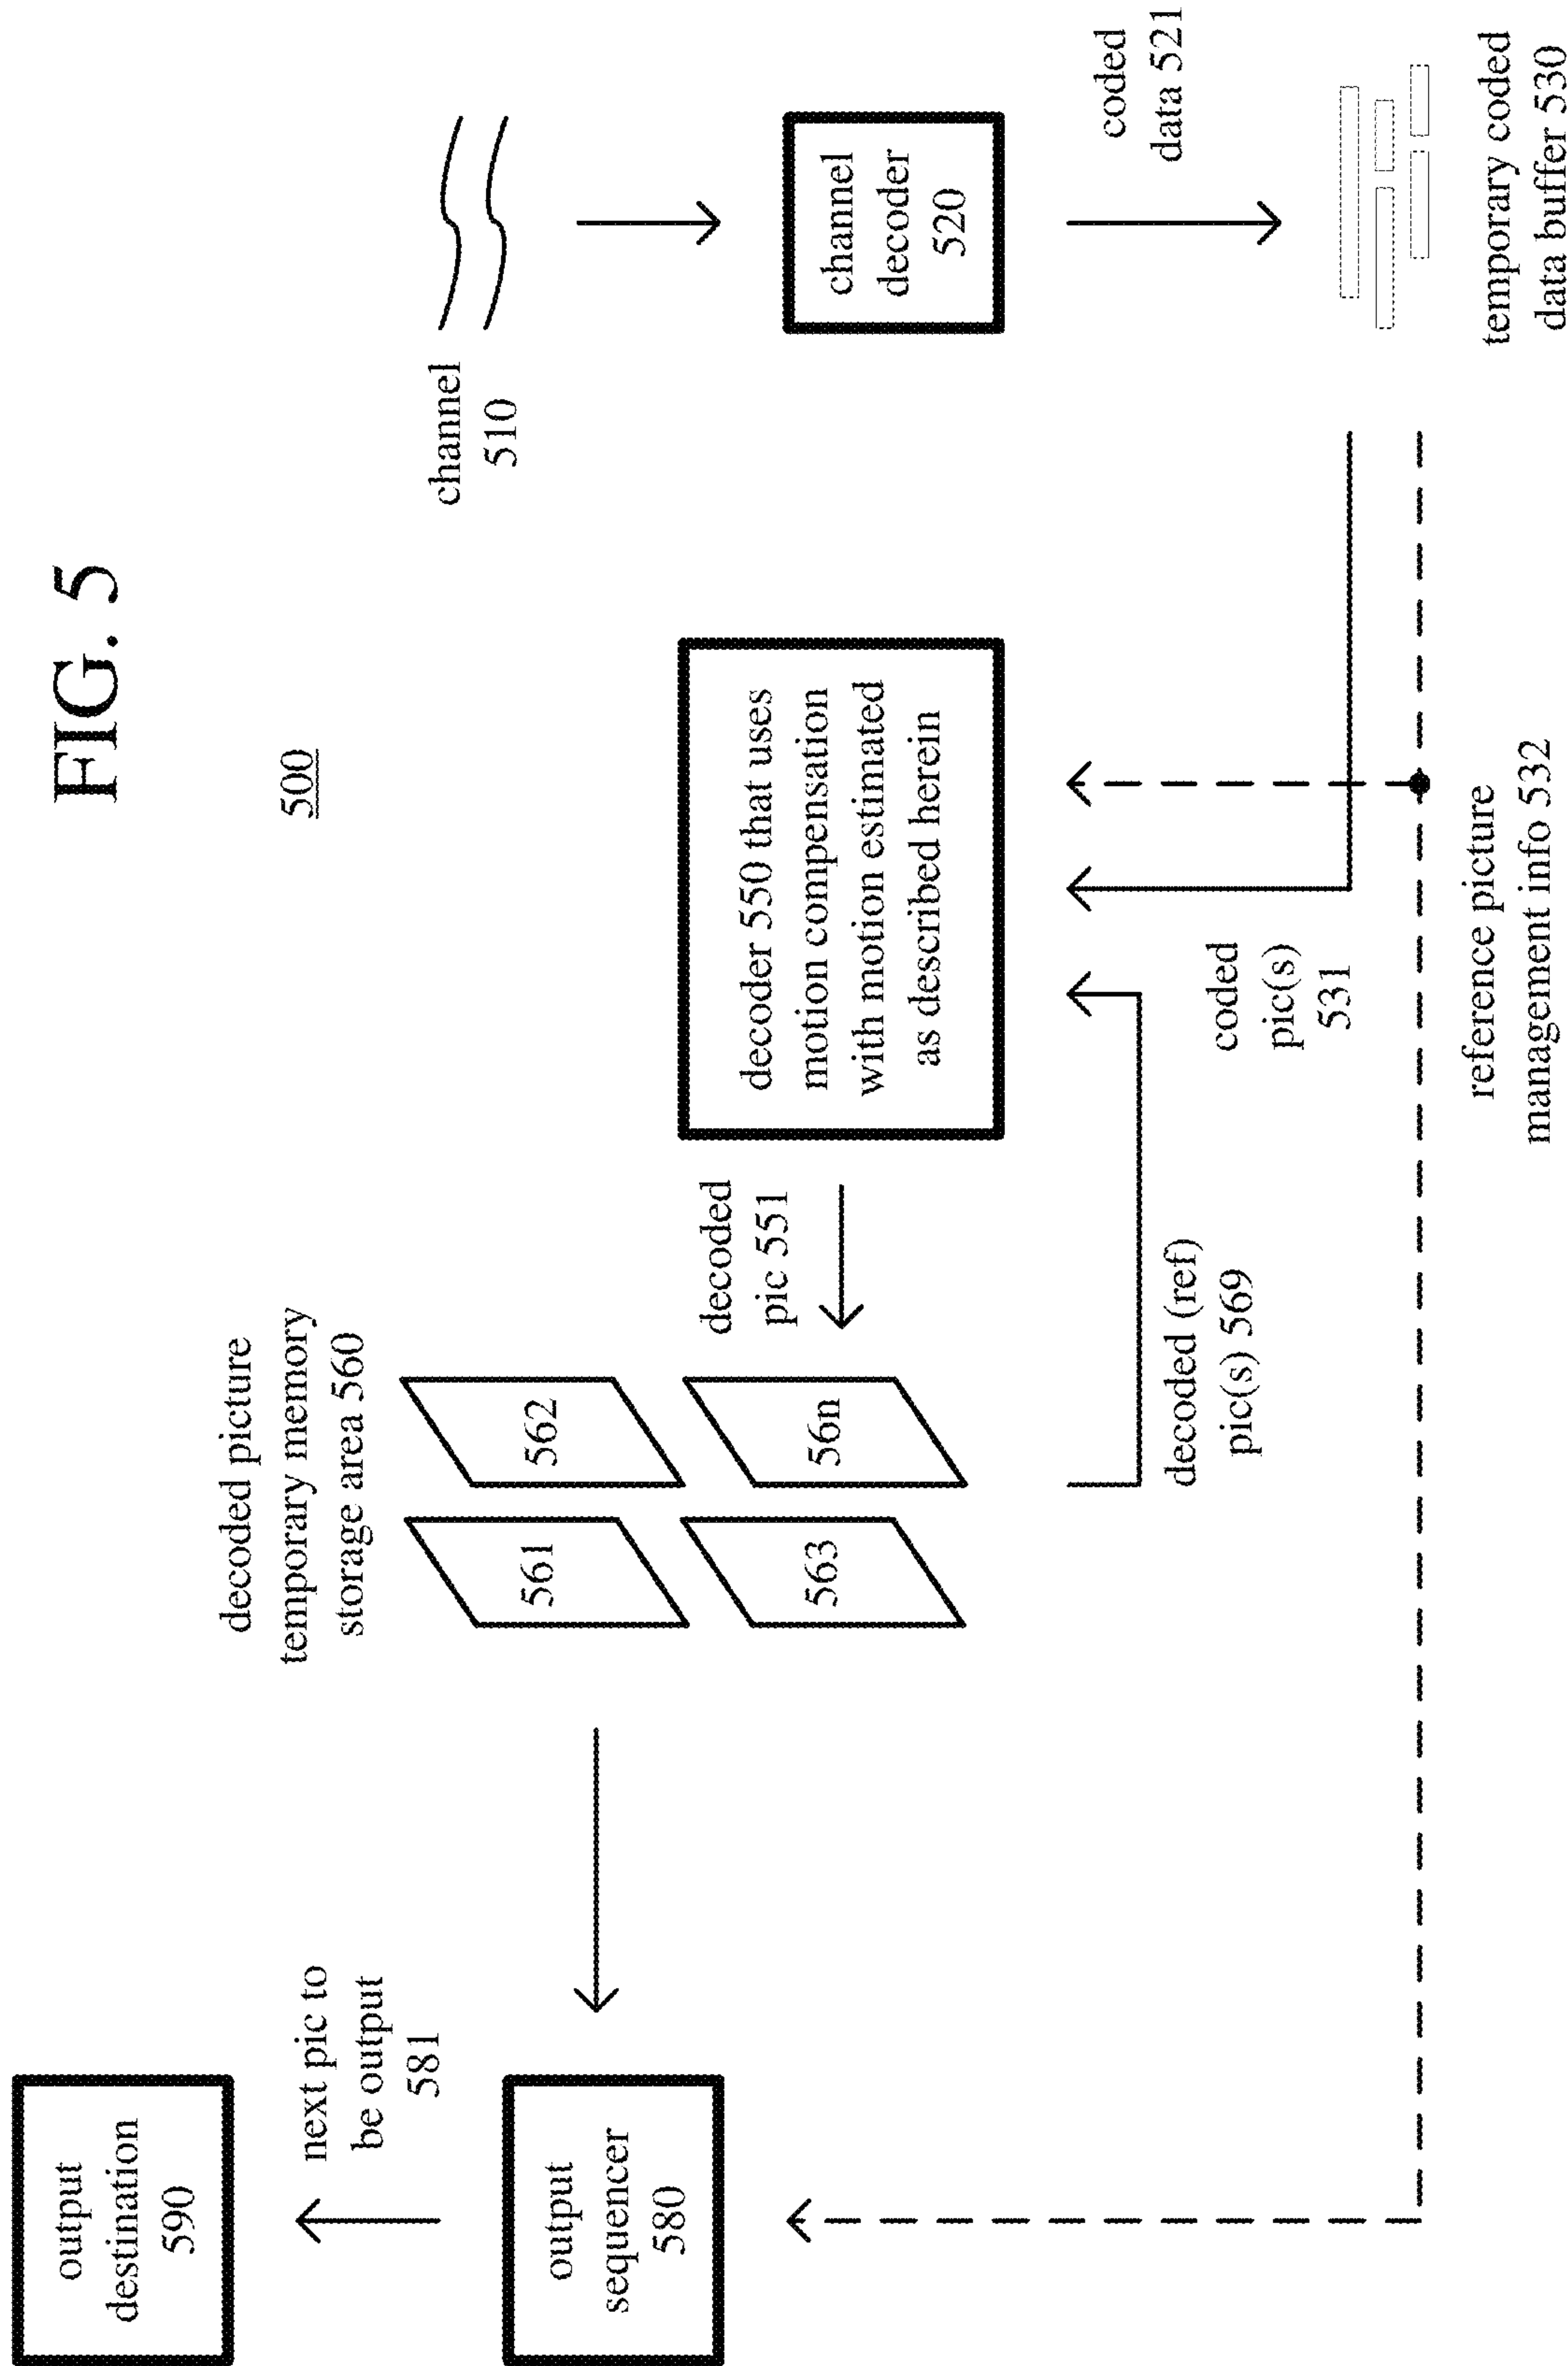 FIG. 5
500
output
destination
590
next pic to
be output
581
output
sequencer
580
decoded picture
temporary memory
storage area 560
561
562
563
56n
decoded
pic 551
decoder 550 that uses
motion compensation
with motion estimated
as described herein
decoded (ref)
pic(s) 569
coded
pic(s)
531
reference picture
management info 532
channel
510
channel
decoder
520
coded
data 521
temporary coded
data buffer 530